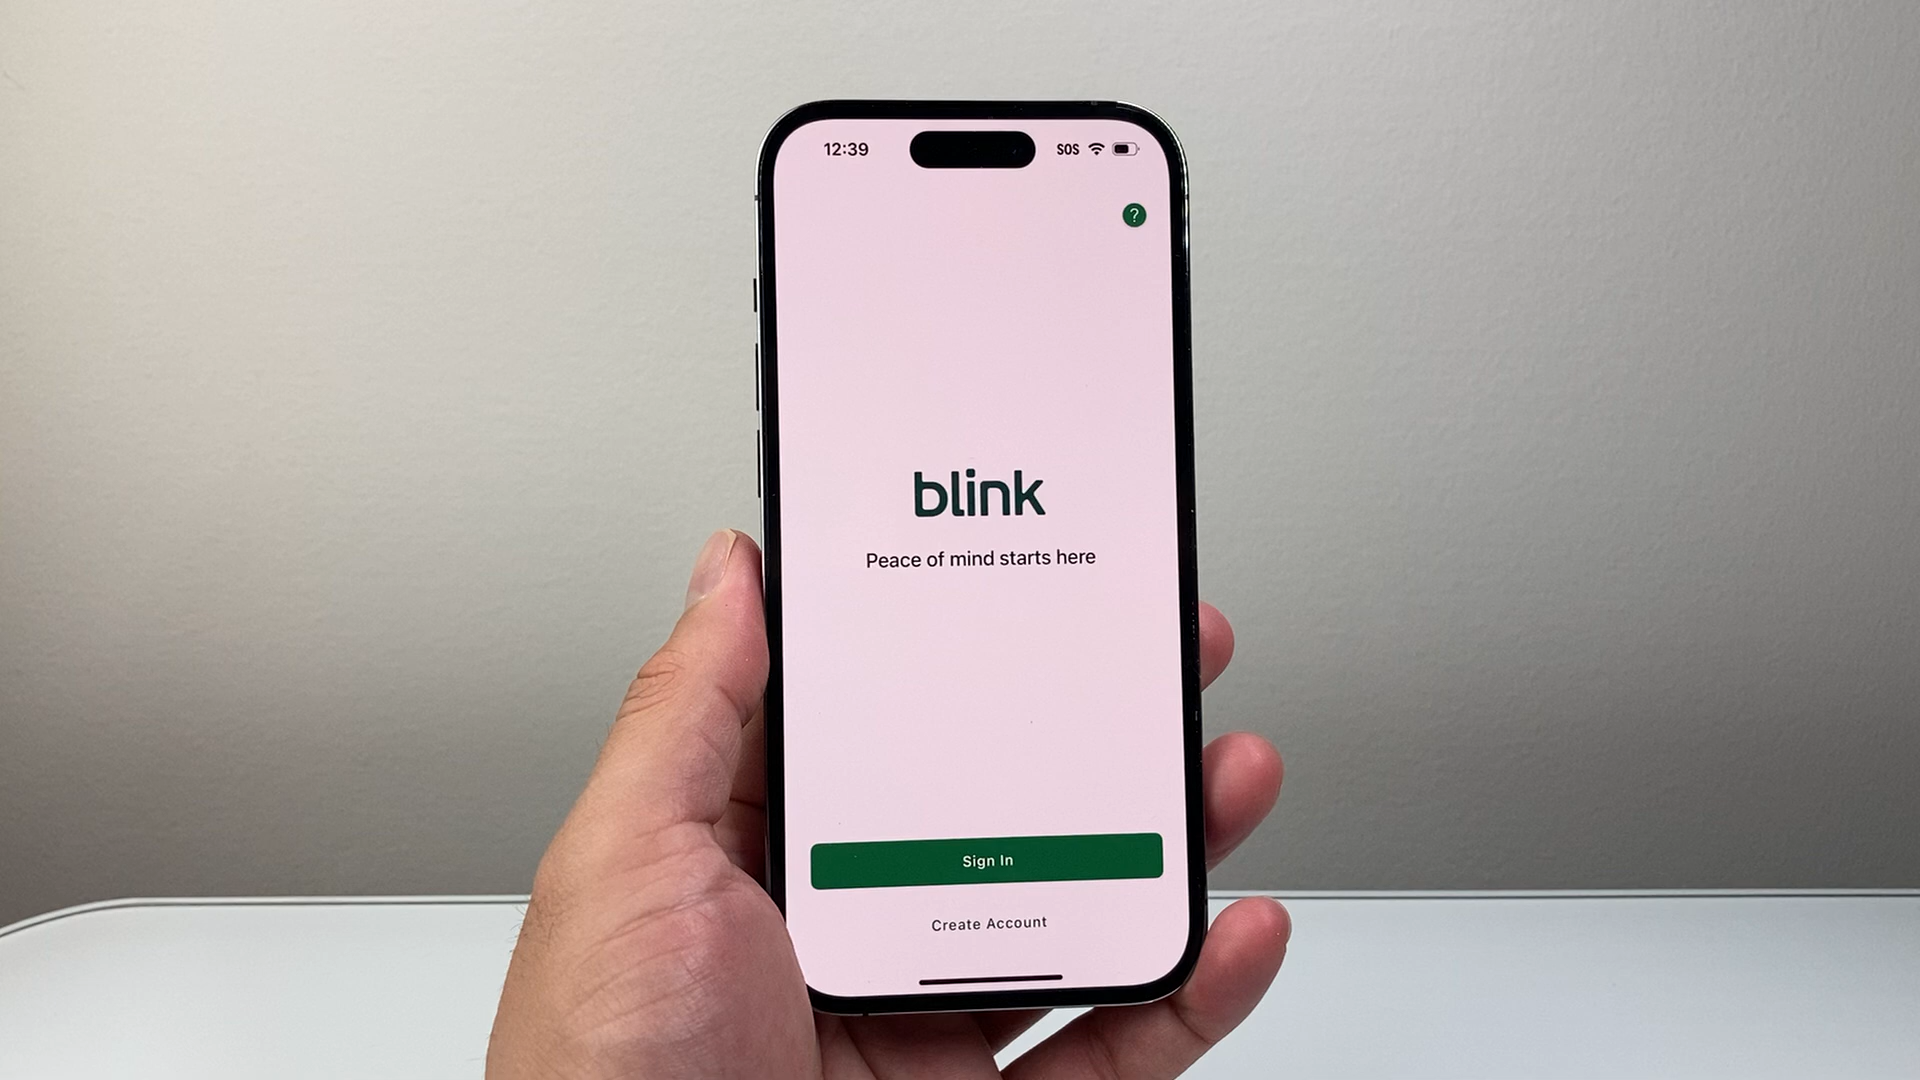 12:39 SOS
?
blink
Peace of mind starts here
Sign In
Create Account